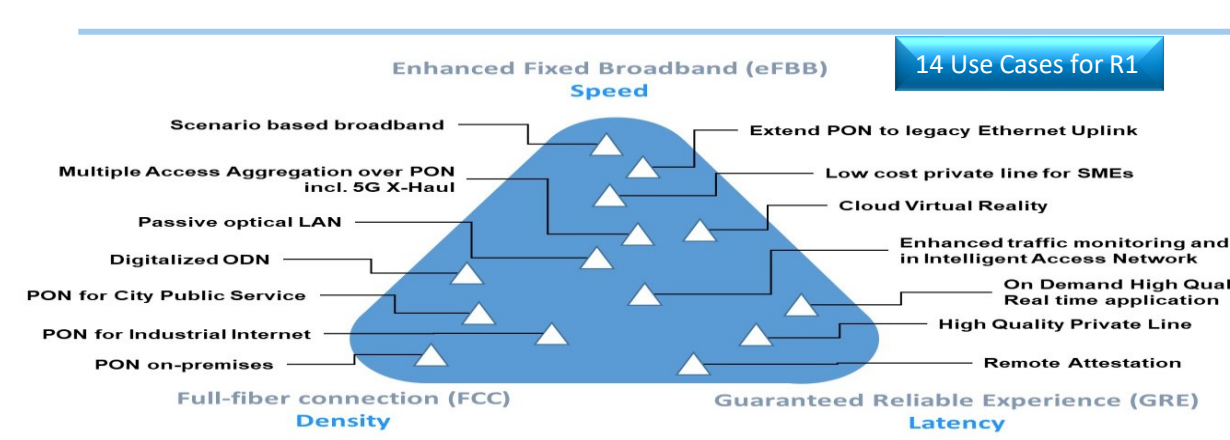 14 Use Cases for R1
Enhanced Fixed Broadband (eFBB)
Speed
Scenario based broadband
Multiple Access Aggregation over PON
incl. 5G X-Haul
Passive optical LAN
Digitalized ODN
PON for City Public Service
PON for Industrial Internet
PON on-premises
Extend PON to legacy Ethernet Uplink
Low cost private line for SMEs
Cloud Virtual Reality
Enhanced traffic monitoring and
in Intelligent Access Network
On Demand High Qual
Real time application
High Quality Private Line
Remote Attestation
Full-fiber connection (FCC)
Density
Guaranteed Reliable Experience (GRE)
Latency